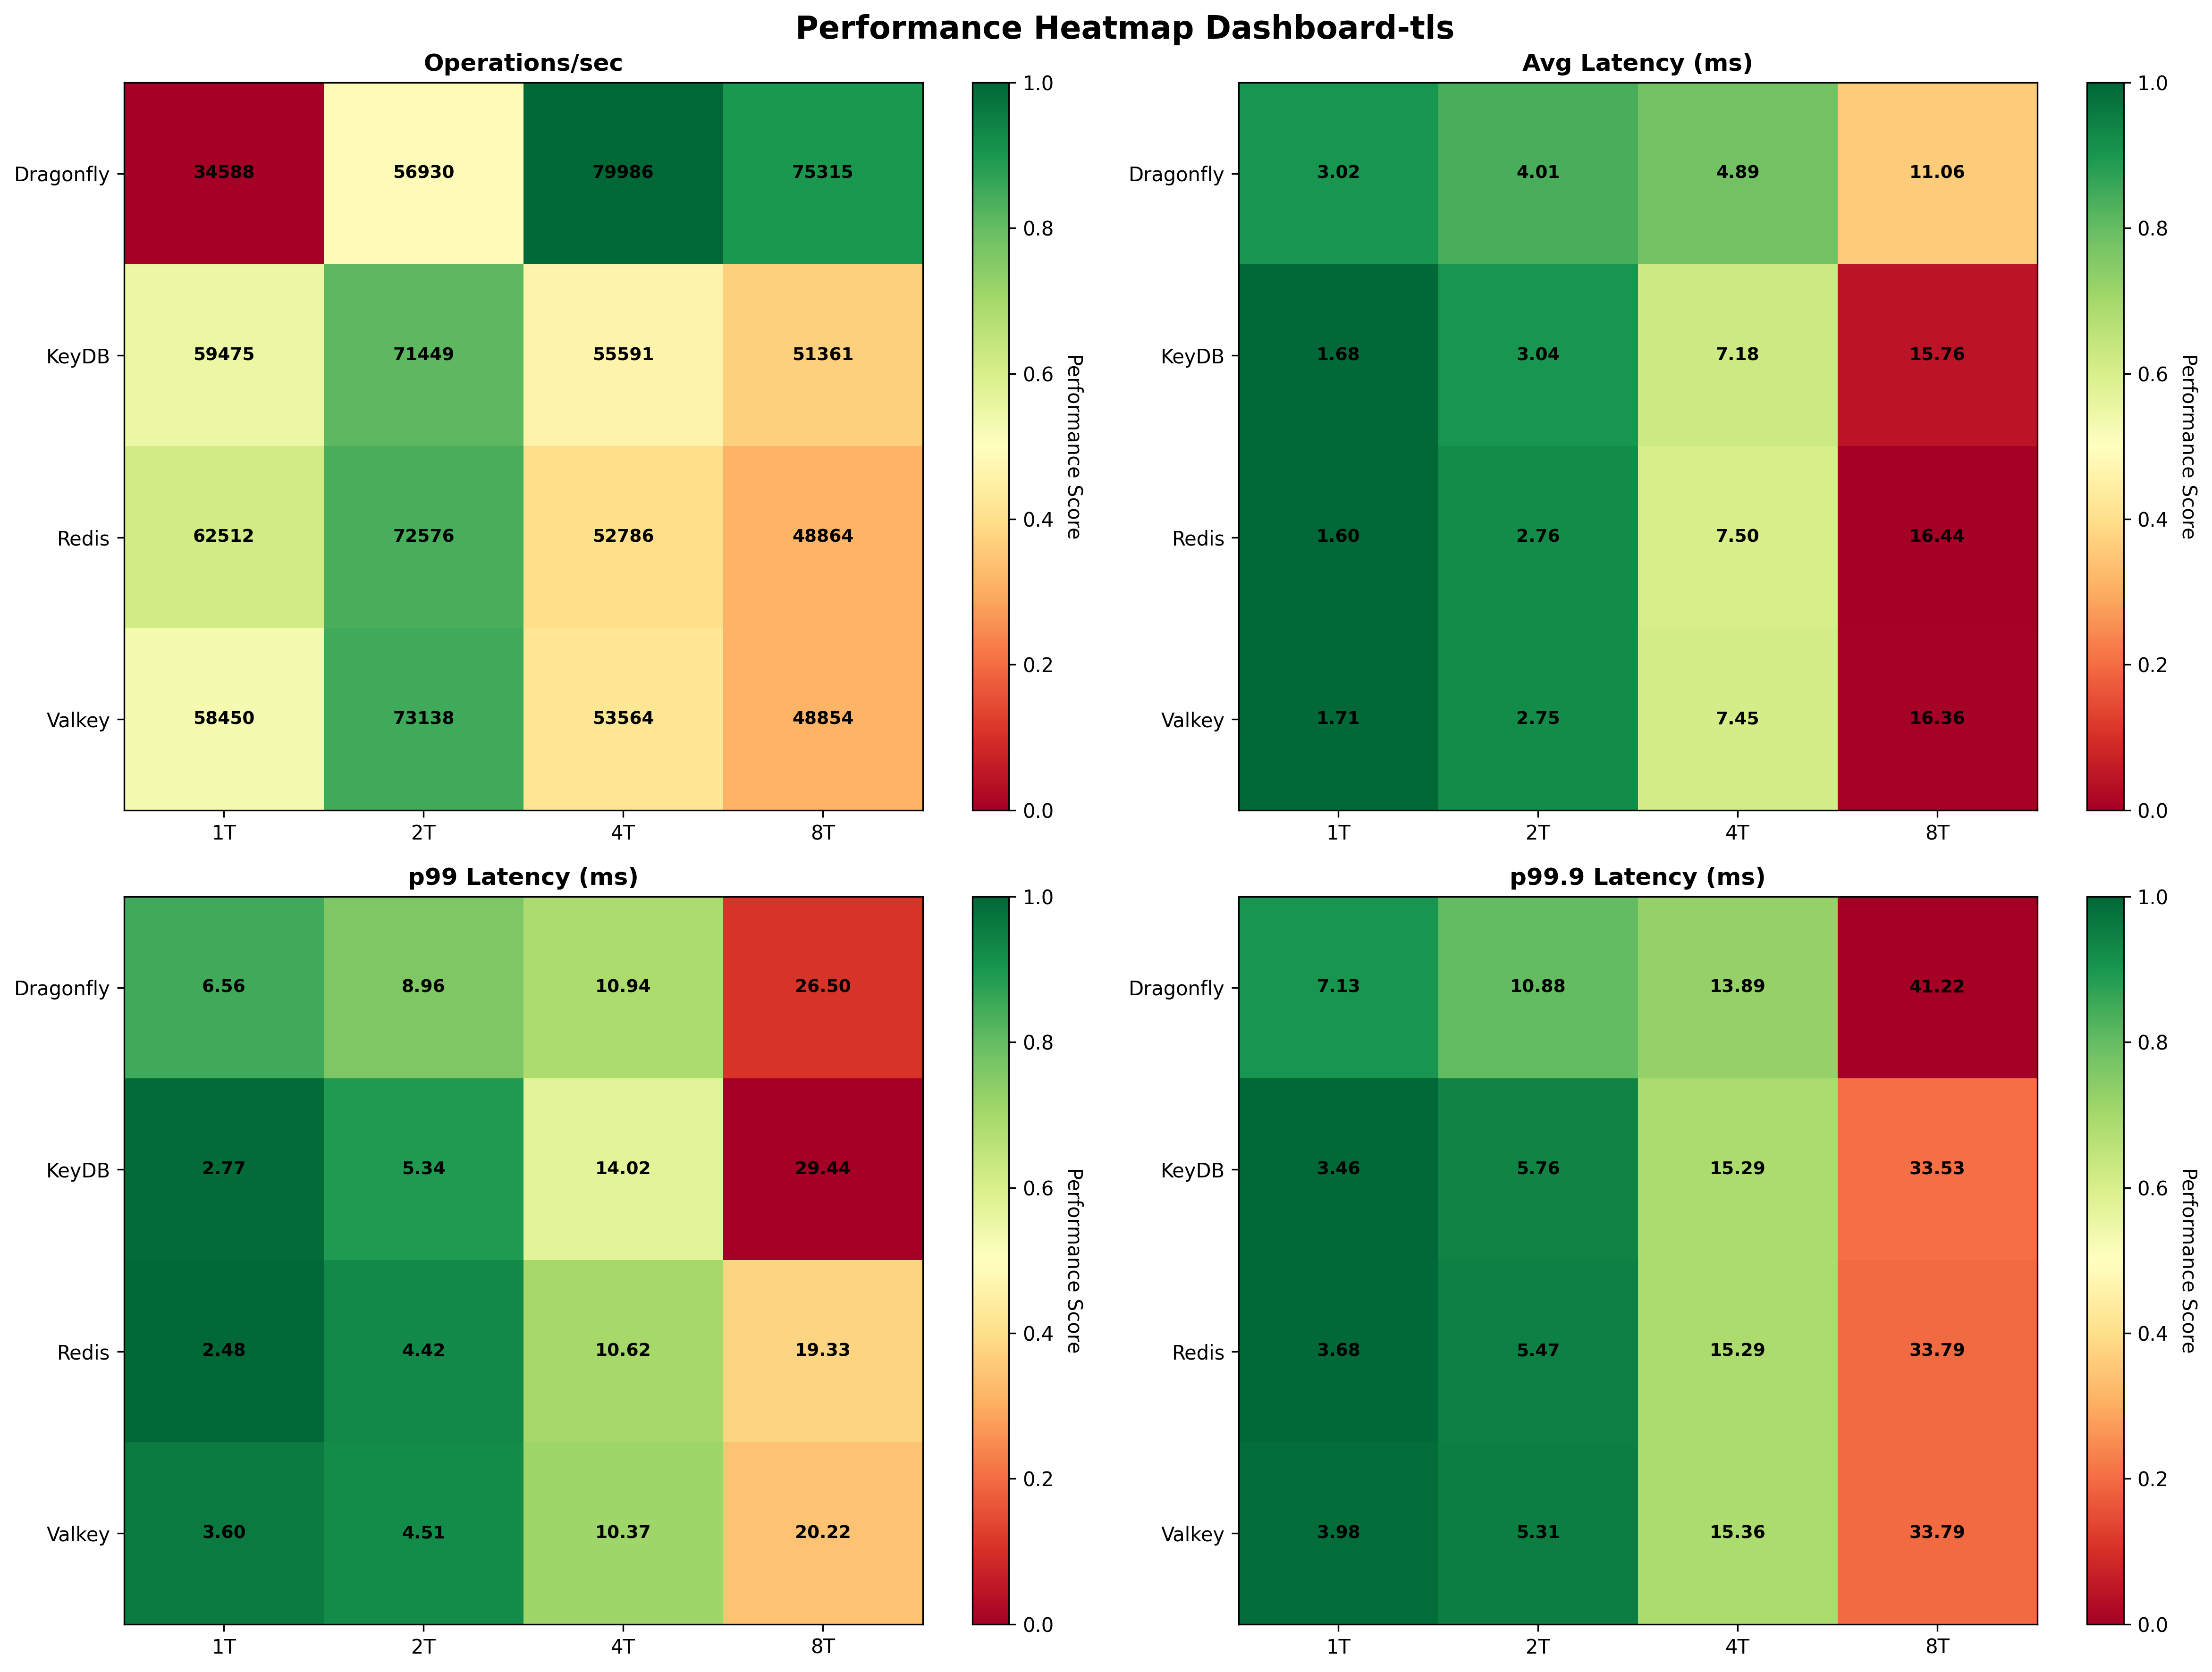 Performance Heatmap Dashboard-tls
Operations/sec
Dragonfly 34588 56930 79986 75315
KeyDB 59475 71449 55591 51361
Redis 62512 72576 52786 48864
Valkey 58450 73138 53564 48854
1T 2T 4T 8T
1.0
0.8
0.6
0.4
0.2
0.0
Performance Score
Avg Latency (ms)
Dragonfly 3.02 4.01 4.89 11.06
KeyDB 1.68 3.04 7.18 15.76
Redis 1.60 2.76 7.50 16.44
Valkey 1.71 2.75 7.45 16.36
1T 2T 4T 8T
1.0
0.8
0.6
0.4
0.2
0.0
Performance Score
p99 Latency (ms)
Dragonfly 6.56 8.96 10.94 26.50
KeyDB 2.77 5.34 14.02 29.44
Redis 2.48 4.42 10.62 19.33
Valkey 3.60 4.51 10.37 20.22
1T 2T 4T 8T
1.0
0.8
0.6
0.4
0.2
0.0
Performance Score
p99.9 Latency (ms)
Dragonfly 7.13 10.88 13.89 41.22
KeyDB 3.46 5.76 15.29 33.53
Redis 3.68 5.47 15.29 33.79
Valkey 3.98 5.31 15.36 33.79
1T 2T 4T 8T
1.0
0.8
0.6
0.4
0.2
0.0
Performance Score